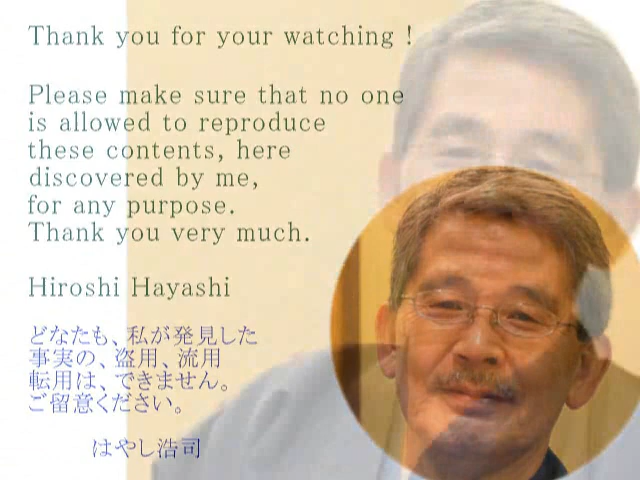 Thank you for your watching !
Please make sure that no one
is allowed to reproduce
these contents, here
discovered by me,
for any purpose.
Thank you very much.
Hiroshi Hayashi
どなたも、私が発見した
事実の、盗用、流用
転用は、できません。
ご留意ください。
はやし浩司